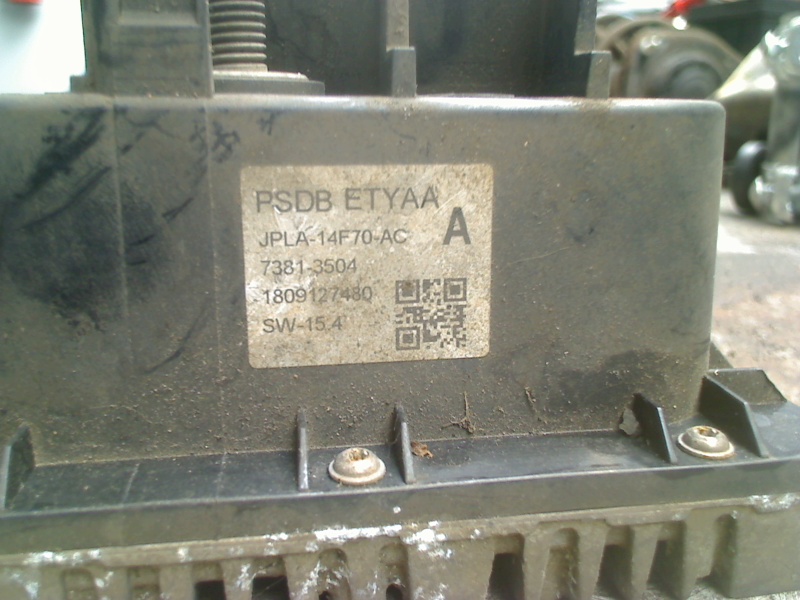 PSDB ETYAA
JPLA-14F70-AC A
7381-3504
1809127480
SW-15.4